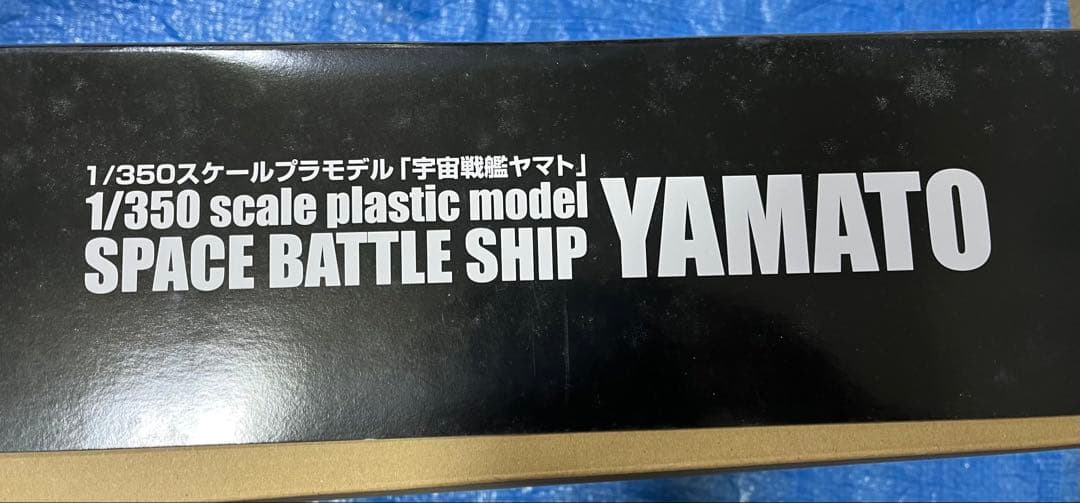 1/350スケールプラモデル「宇宙戦艦ヤマト」
1/350 scale plastic model
SPACE BATTLE SHIP YAMATO